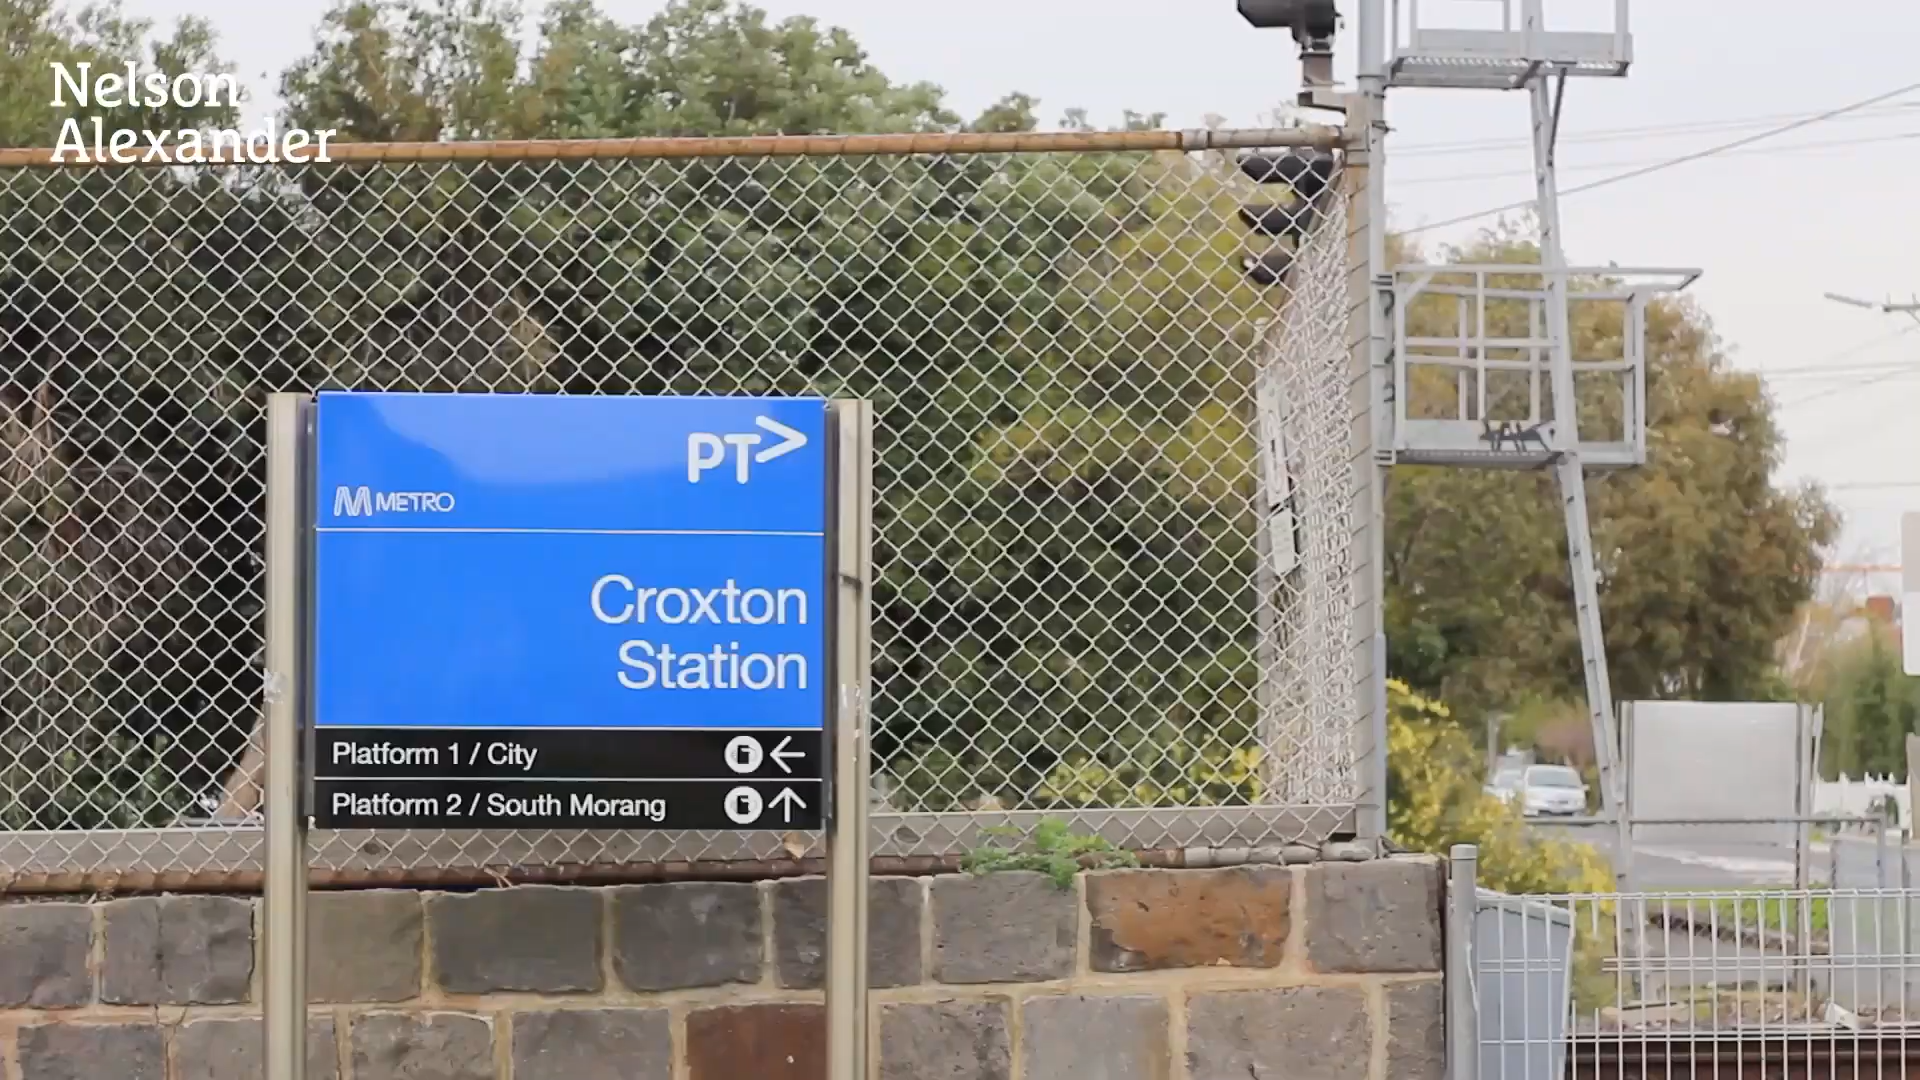 Nelson
Alexander
PT>
METRO
Croxton
Station
Platform 1 / City
Platform 2 / South Morang